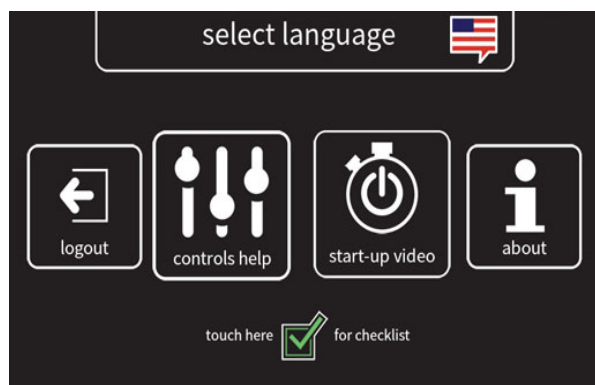 select language
logout
controls help
start-up video
about
touch here for checklist